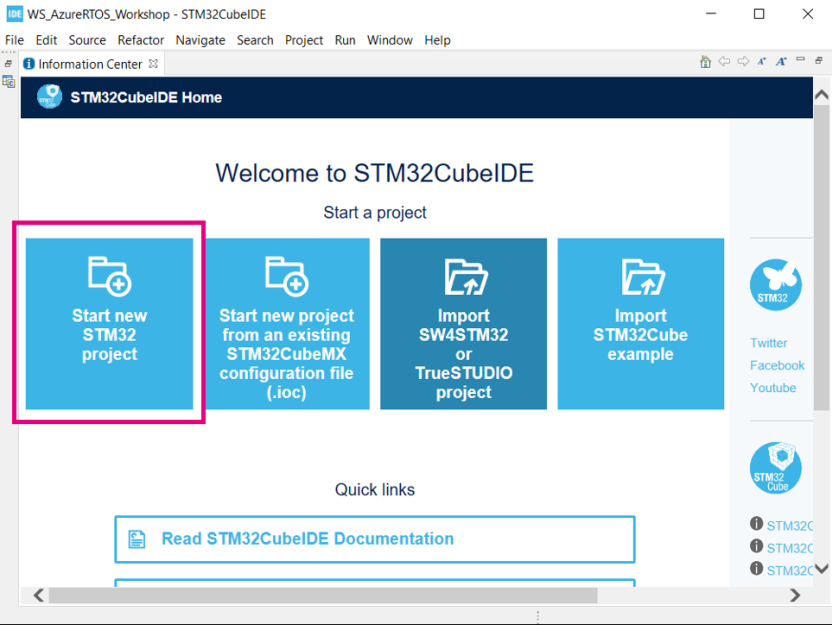 IDE WS_AzureRTOS_Workshop - STM32CubeIDE
File Edit Source Refactor Navigate Search Project Run Window Help
Information Center
STM32CubeIDE Home
Welcome to STM32CubeIDE
Start a project
Start new
STM32
project
Start new project
from an existing
STM32CubeMX
configuration file
(.ioc)
Import
SW4STM32
or
TrueSTUDIO
project
Import
STM32Cube
example
STM32
Twitter
Facebook
Youtube
STM32
Cube
Quick links
Read STM32CubeIDE Documentation
STM32C
STM32C
STM32C